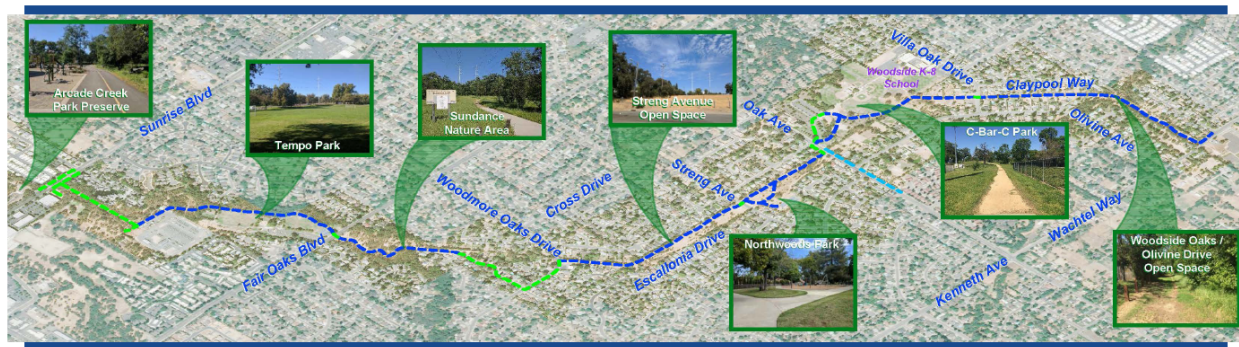 Arcade Creek
Park Preserve
Sunrise Blvd
Tempo Park
Fair Oaks Blvd
Sundance
Nature Area
Woodmore Oaks Drive
Cross Drive
Streng Avenue
Open Space
Escallonia Drive
Streng Ave
Northwoods Park
Oak Ave
Villa Oak Drive
Woodside K-8
School
Claypool Way
Olivine Ave
C-Bar-C Park
Wachtel Way
Kenneth Ave
Woodside Oaks /
Olivine Drive
Open Space